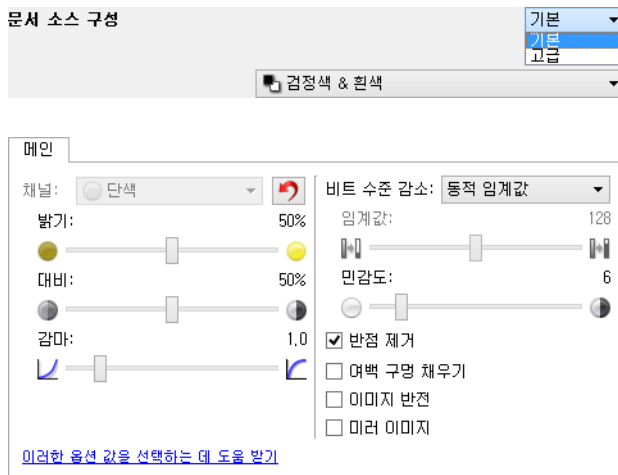 문서 소스 구성
기본
기본
고급
검정색 & 흰색
메인
채널: 단색
밝기: 50%
대비: 50%
감마: 1.0
비트 수준 감소: 동적 임계값
임계값: 128
민감도: 6
반점 제거
여백 구멍 채우기
이미지 반전
미러 이미지
이러한 옵션 값을 선택하는 데 도움 받기